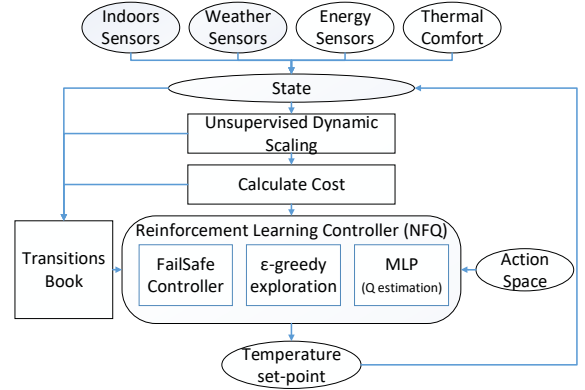 Indoors
Sensors
Weather
Sensors
Energy
Sensors
Thermal
Comfort
State
Unsupervised Dynamic
Scaling
Calculate Cost
Reinforcement Learning Controller (NFQ)
Transitions
Book
FailSafe
Controller
ε-greedy
exploration
MLP
(Q estimation)
Action
Space
Temperature
set-point